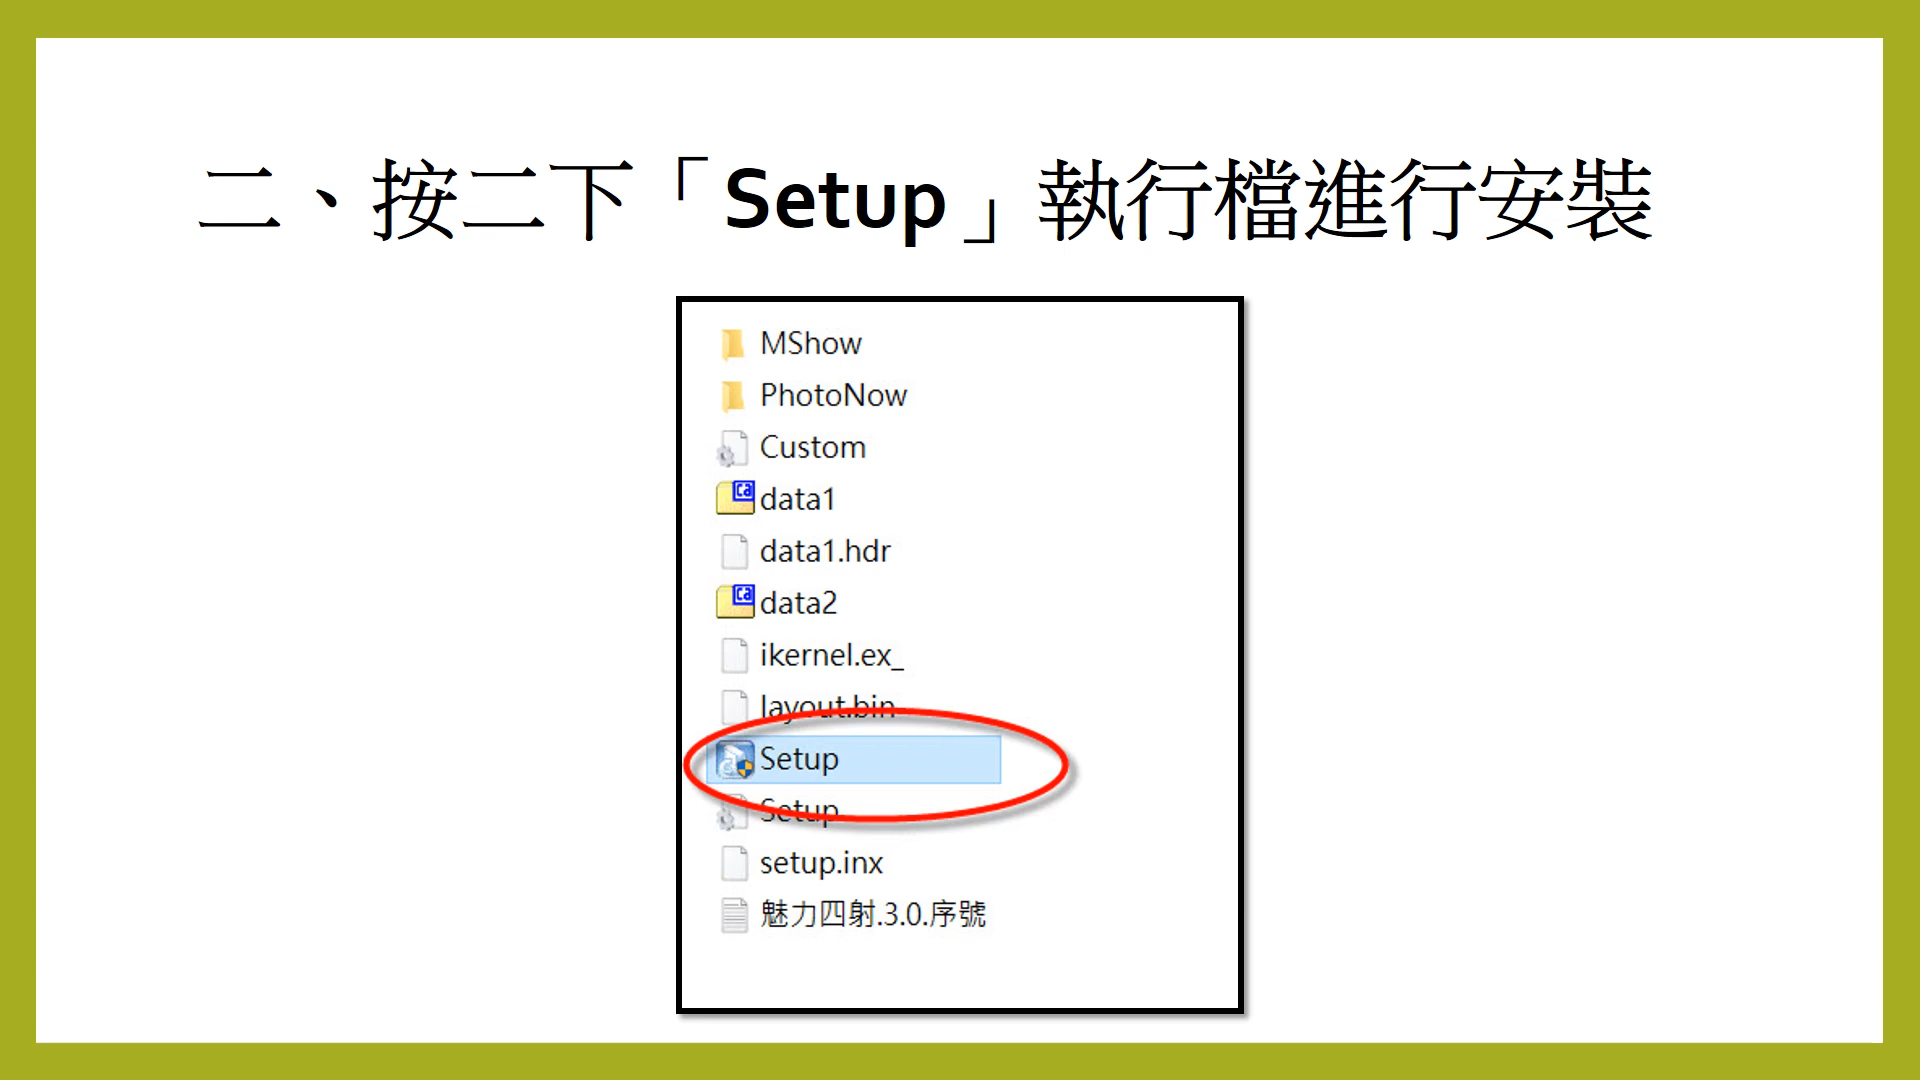 二、按二下「Setup」執行檔進行安裝
MShow
PhotoNow
Custom
data1
data1.hdr
data2
ikernel.ex_
layout.bin
Setup
Setup
setup.inx
魅力四射.3.0.序號